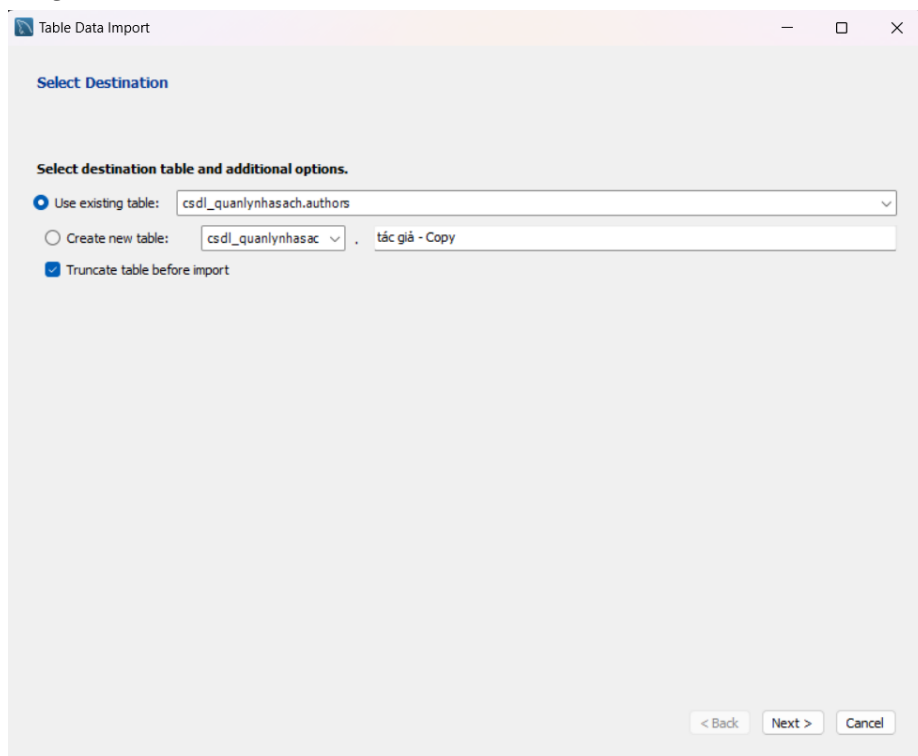 Table Data Import
Select Destination
Select destination table and additional options.
Use existing table: csdl_quanlynhasach.authors
Create new table: csdl_quanlynhasac . tác giả - Copy
Truncate table before import
< Back Next > Cancel